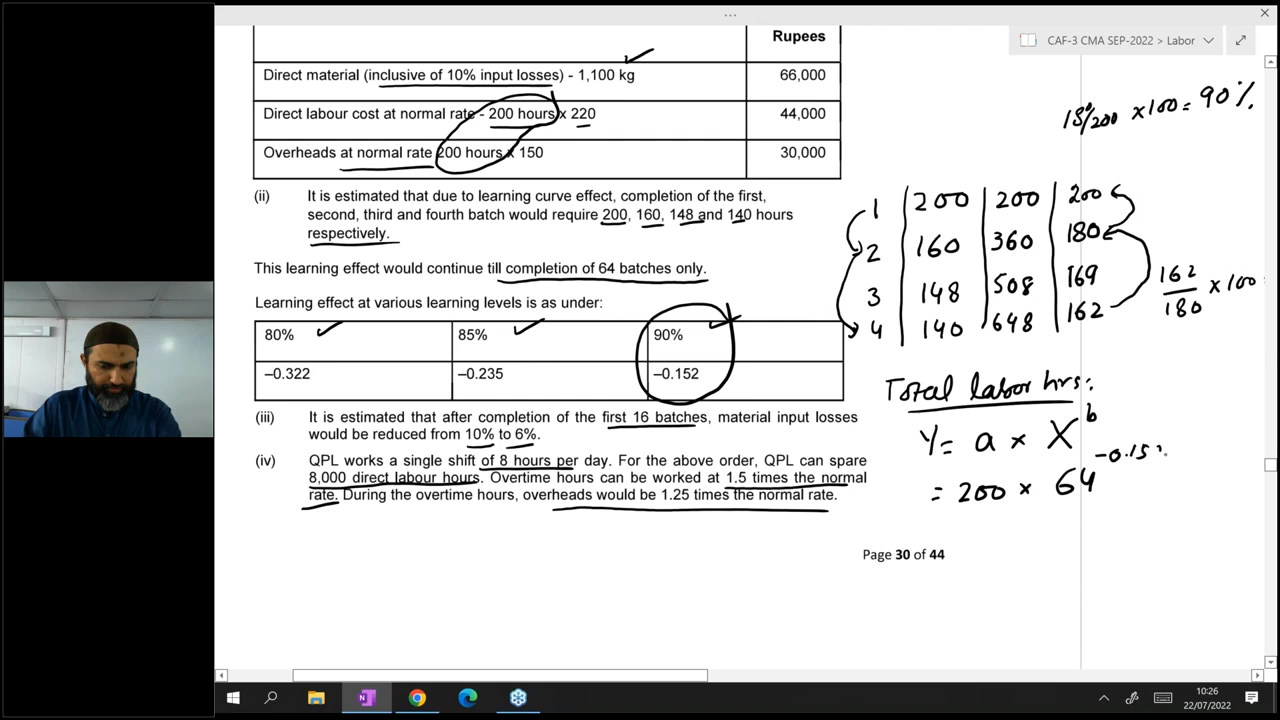 CAF-3 CMA SEP-2022 > Labor
Rupees
Direct material (inclusive of 10% input losses) - 1,100 kg 66,000
Direct labour cost at normal rate - 200 hours x 220 44,000
Overheads at normal rate 200 hours x 150 30,000
(ii) It is estimated that due to learning curve effect, completion of the first,
second, third and fourth batch would require 200, 160, 148 and 140 hours
respectively.
This learning effect would continue till completion of 64 batches only.
Learning effect at various learning levels is as under:
80% 85% 90%
–0.322 –0.235 –0.152
(iii) It is estimated that after completion of the first 16 batches, material input losses
would be reduced from 10% to 6%.
(iv) QPL works a single shift of 8 hours per day. For the above order, QPL can spare
8,000 direct labour hours. Overtime hours can be worked at 1.5 times the normal
rate. During the overtime hours, overheads would be 1.25 times the normal rate.
Page 30 of 44
180/200 x100 = 90%
1 200 200 200
2 160 360 180
3 148 508 169
4 140 648 162
162
180 x 100
Total labor hrs:
Y = a x X b
= 200 x 64 -0.15
10:26
22/07/2022